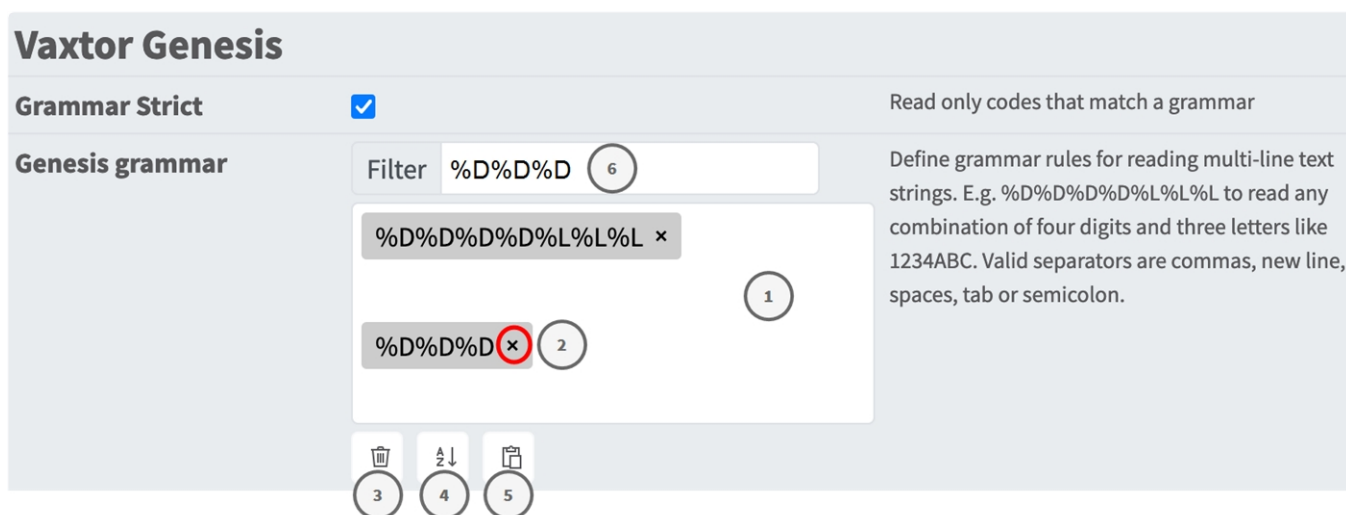 Vaxtor Genesis
Grammar Strict
Read only codes that match a grammar
Genesis grammar
Filter %D%D%D 6
Define grammar rules for reading multi-line text
strings. E.g. %D%D%D%D%L%L%L to read any
combination of four digits and three letters like
1234ABC. Valid separators are commas, new line,
spaces, tab or semicolon.
%D%D%D%D%L%L%L ×
1
%D%D%D × 2
A
Z
3 4 5